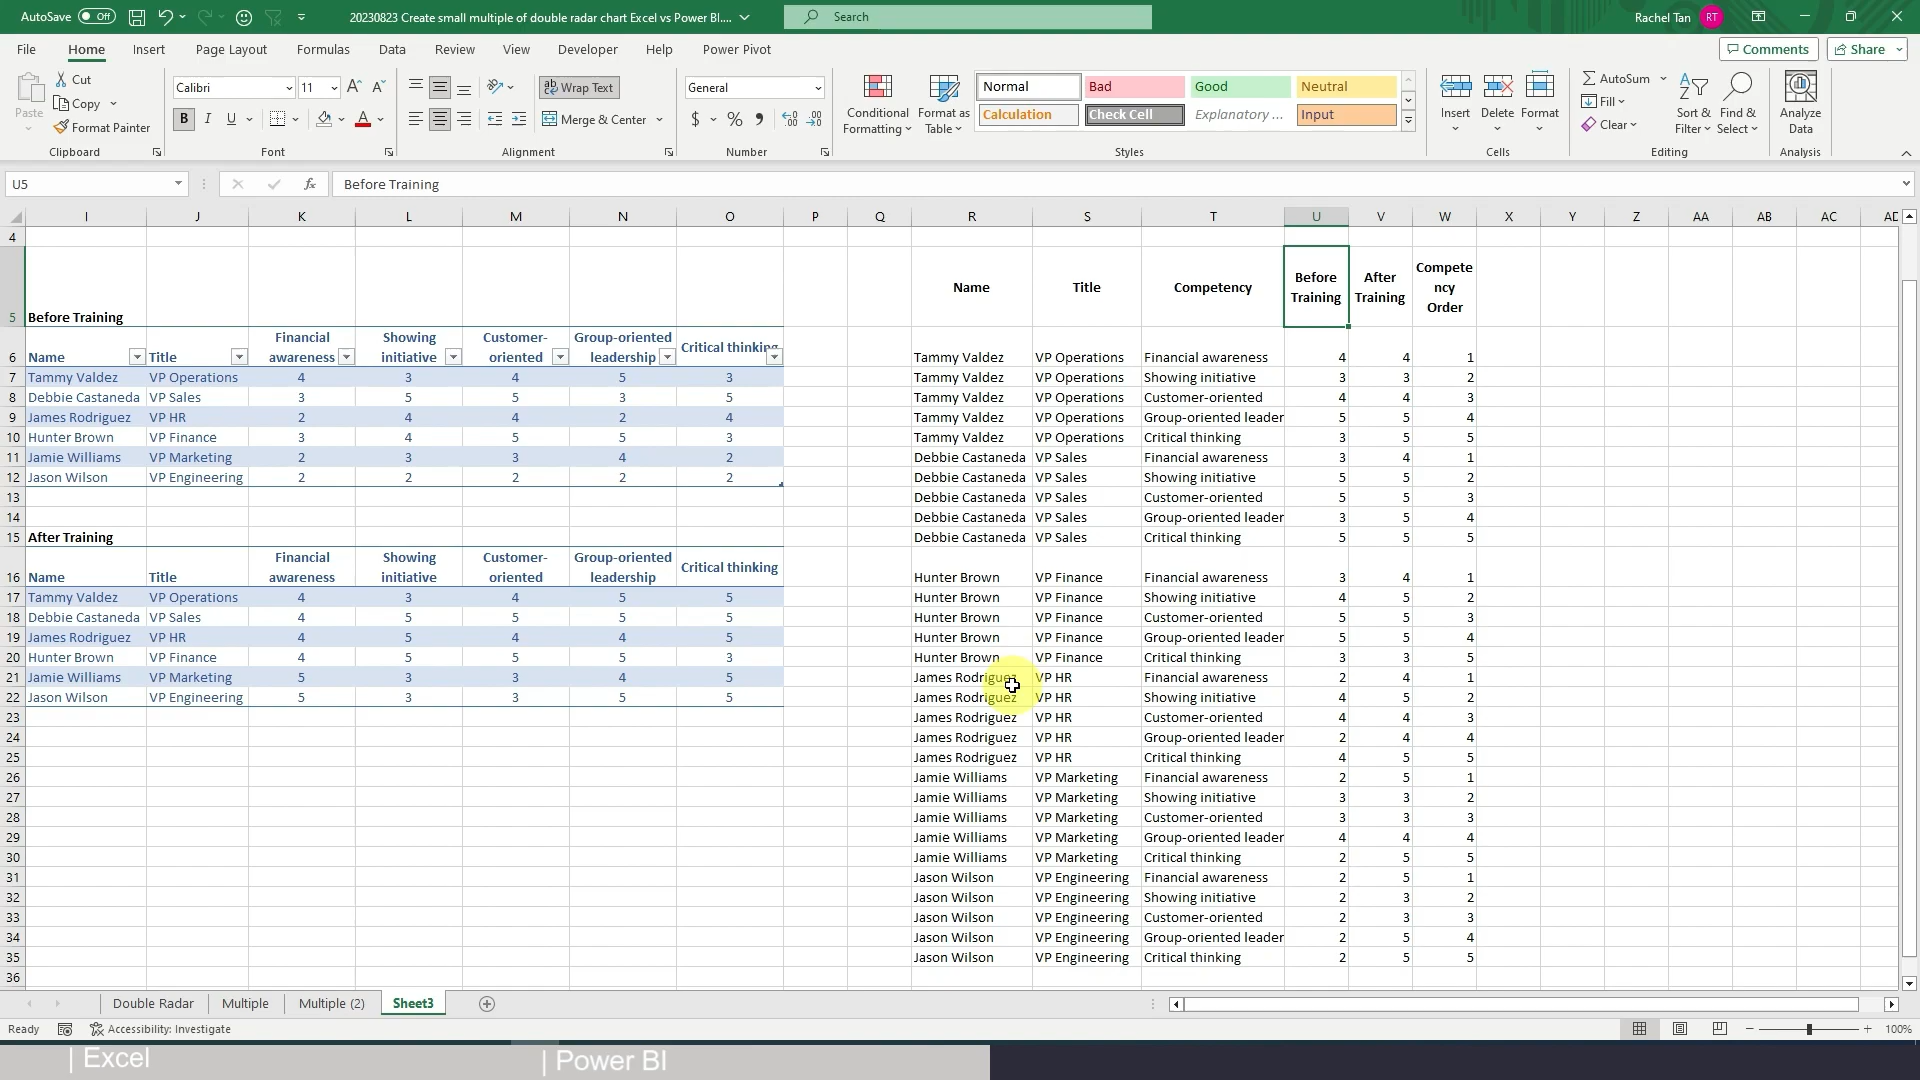 AutoSave Off 20230823 Create small multiple of double radar chart Excel vs Power BI.... Search Rachel Tan RT
File Home Insert Page Layout Formulas Data Review View Developer Help Power Pivot Comments Share
Paste Cut Copy Format Painter Clipboard
Calibri 11 B I U Font
Wrap Text Merge & Center Alignment
General $ % Number
Conditional Formatting Format as Table
Normal Bad Good Neutral
Calculation Check Cell Explanatory ... Input
Styles
Insert Delete Format Cells
AutoSum Fill Clear Sort & Filter Find & Select Editing
Analyze Data Analysis
U5 fx Before Training
I J K L M N O P Q R S T U V W X Y Z AA AB AC AD
4
5 Before Training Name Title Competency Before Training After Training Competency Order
6 Name Title Financial awareness Showing initiative Customer-oriented Group-oriented leadership Critical thinking Tammy Valdez VP Operations Financial awareness 4 4 1
7 Tammy Valdez VP Operations 4 3 4 5 3 Tammy Valdez VP Operations Showing initiative 3 3 2
8 Debbie Castaneda VP Sales 3 5 5 3 5 Tammy Valdez VP Operations Customer-oriented 4 4 3
9 James Rodriguez VP HR 2 4 4 2 4 Tammy Valdez VP Operations Group-oriented leader 5 5 4
10 Hunter Brown VP Finance 3 4 5 5 3 Tammy Valdez VP Operations Critical thinking 3 5 5
11 Jamie Williams VP Marketing 2 3 3 4 2 Debbie Castaneda VP Sales Financial awareness 3 4 1
12 Jason Wilson VP Engineering 2 2 2 2 2 Debbie Castaneda VP Sales Showing initiative 5 5 2
13 Debbie Castaneda VP Sales Customer-oriented 5 5 3
14 Debbie Castaneda VP Sales Group-oriented leader 3 5 4
15 After Training Debbie Castaneda VP Sales Critical thinking 5 5 5
16 Name Title Financial awareness Showing initiative Customer-oriented Group-oriented leadership Critical thinking Hunter Brown VP Finance Financial awareness 3 4 1
17 Tammy Valdez VP Operations 4 3 4 5 5 Hunter Brown VP Finance Showing initiative 4 5 2
18 Debbie Castaneda VP Sales 4 5 5 5 5 Hunter Brown VP Finance Customer-oriented 5 5 3
19 James Rodriguez VP HR 4 5 4 4 5 Hunter Brown VP Finance Group-oriented leader 5 5 4
20 Hunter Brown VP Finance 4 5 5 5 3 Hunter Brown VP Finance Critical thinking 3 3 5
21 Jamie Williams VP Marketing 5 3 3 4 5 James Rodriguez VP HR Financial awareness 2 4 1
22 Jason Wilson VP Engineering 5 3 3 5 5 James Rodriguez VP HR Showing initiative 4 5 2
23 James Rodriguez VP HR Customer-oriented 4 4 3
24 James Rodriguez VP HR Group-oriented leader 2 4 4
25 James Rodriguez VP HR Critical thinking 4 5 5
26 Jamie Williams VP Marketing Financial awareness 2 5 1
27 Jamie Williams VP Marketing Showing initiative 3 3 2
28 Jamie Williams VP Marketing Customer-oriented 3 3 3
29 Jamie Williams VP Marketing Group-oriented leader 4 4 4
30 Jamie Williams VP Marketing Critical thinking 2 5 5
31 Jason Wilson VP Engineering Financial awareness 2 5 1
32 Jason Wilson VP Engineering Showing initiative 2 3 2
33 Jason Wilson VP Engineering Customer-oriented 2 3 3
34 Jason Wilson VP Engineering Group-oriented leader 2 5 4
35 Jason Wilson VP Engineering Critical thinking 2 5 5
36
Double Radar Multiple Multiple (2) Sheet3
Ready Accessibility: Investigate 100%
| Excel | Power BI